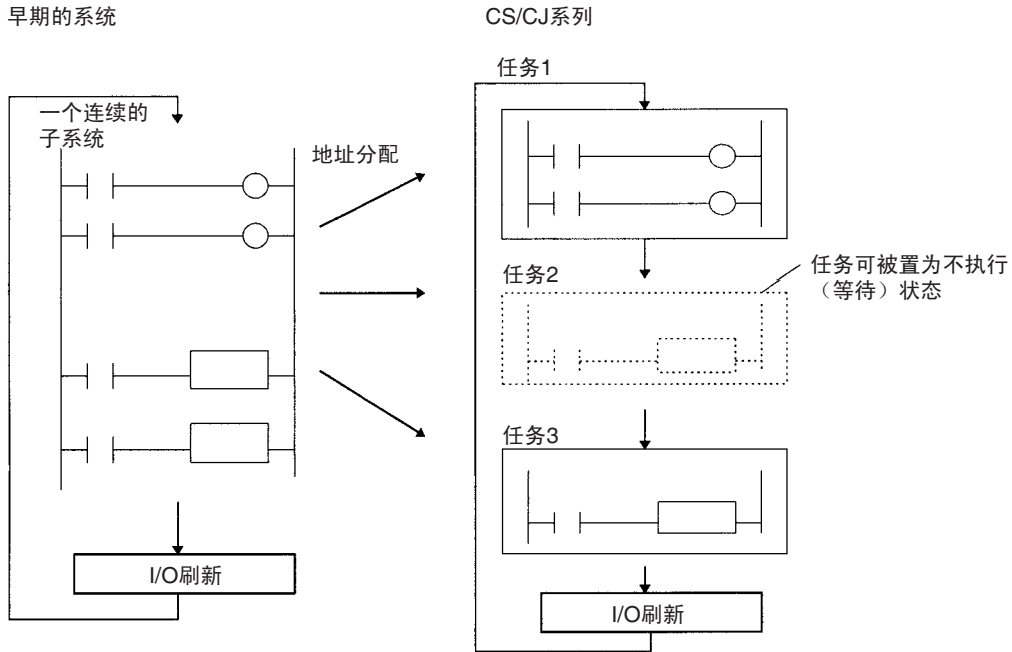 早期的系统
CS/CJ系列
一个连续的
子系统
地址分配
I/O刷新
任务1
任务2
任务可被置为不执行
（等待）状态
任务3
I/O刷新